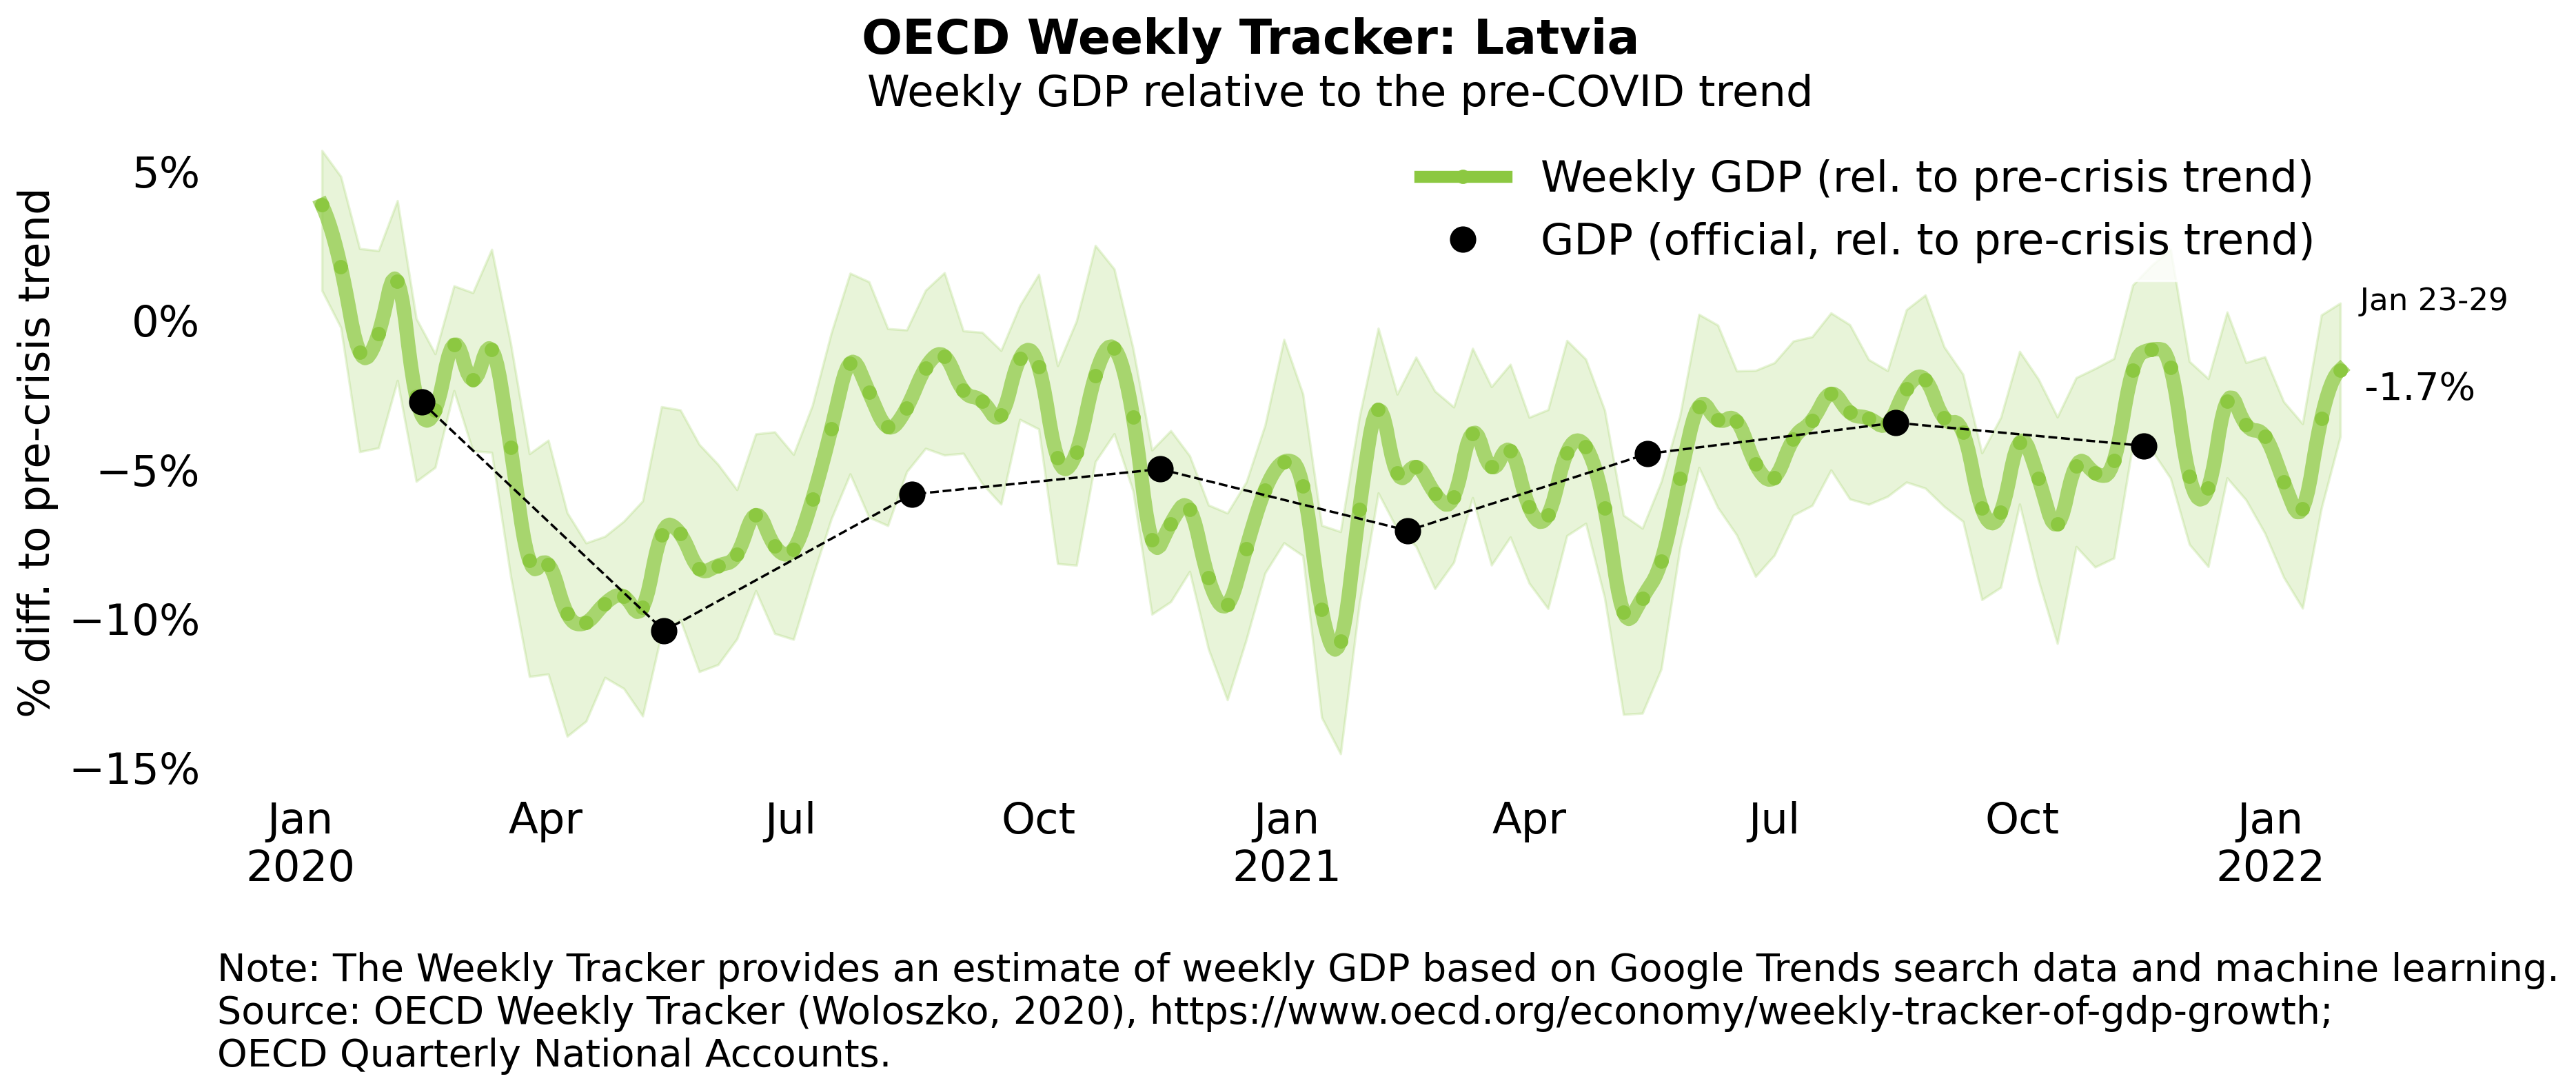 OECD Weekly Tracker: Latvia
Weekly GDP relative to the pre-COVID trend
% diff. to pre-crisis trend
5%
0%
−5%
−10%
−15%
Weekly GDP (rel. to pre-crisis trend)
GDP (official, rel. to pre-crisis trend)
Jan 23-29
-1.7%
Jan Apr Jul Oct Jan Apr Jul Oct Jan
2020 2021 2022
Note: The Weekly Tracker provides an estimate of weekly GDP based on Google Trends search data and machine learning.
Source: OECD Weekly Tracker (Woloszko, 2020), https://www.oecd.org/economy/weekly-tracker-of-gdp-growth;
OECD Quarterly National Accounts.